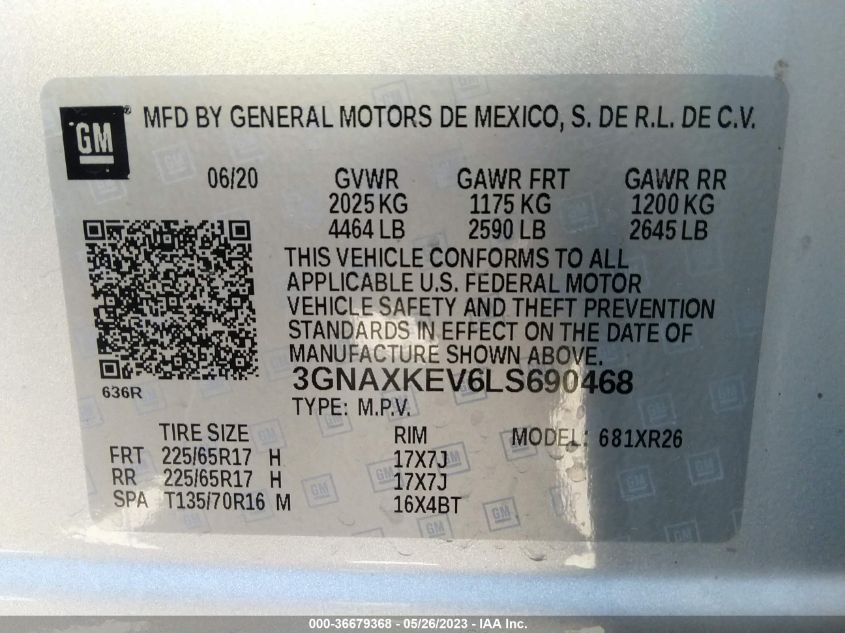 GM ® MFD BY GENERAL MOTORS DE MEXICO, S. DE R.L. DE C.V.
06/20 GVWR GAWR FRT GAWR RR
2025 KG 1175 KG 1200 KG
4464 LB 2590 LB 2645 LB
THIS VEHICLE CONFORMS TO ALL
APPLICABLE U.S. FEDERAL MOTOR
VEHICLE SAFETY AND THEFT PREVENTION
STANDARDS IN EFFECT ON THE DATE OF
MANUFACTURE SHOWN ABOVE.
636R 3GNAXKEV6LS690468
TYPE: M.P.V.
TIRE SIZE RIM MODEL: 681XR26
FRT 225/65R17 H 17X7J
RR 225/65R17 H 17X7J
SPA T135/70R16 M 16X4BT
000-36679368 - 05/26/2023 - IAA Inc.